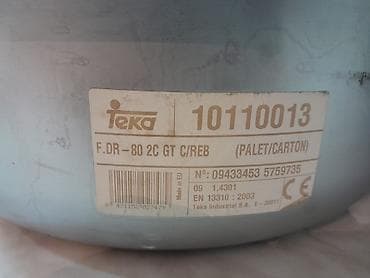 Teka
10110013
F.DR-80 2C GT C/REB (PALET/CARTON)
Nº: 09433453 5759735
09 1,4301
EN 13310 : 2003
Teka Industrial S.A. E-
CE
Made in EU